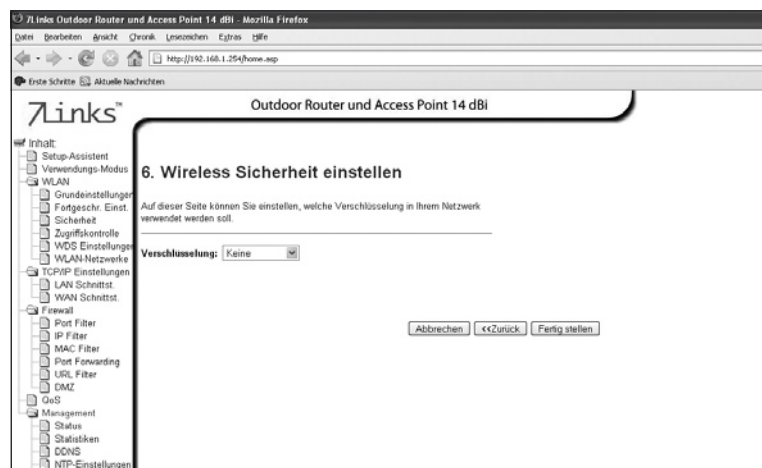 7Links Outdoor Router und Access Point 14 dBi - Mozilla Firefox
Datei Bearbeiten Ansicht Chronik Lesezeichen Extras Hilfe
http://192.168.1.254/home.asp
Erste Schritte Aktuelle Nachrichten
7Links™
Outdoor Router und Access Point 14 dBi
Inhalt:
Setup-Assistent
Verwendungs-Modus
WLAN
Grundeinstellungen
Fortgeschr. Einst.
Sicherheit
Zugriffskontrolle
WDS Einstellungen
WLAN-Netzwerke
TCP/IP Einstellungen
LAN Schnittst.
WAN Schnittst.
Firewall
Port Filter
IP Filter
MAC Filter
Port Forwarding
URL Filter
DMZ
QoS
Management
Status
Statistiken
DDNS
NTP-Einstellungen
6. Wireless Sicherheit einstellen
Auf dieser Seite können Sie einstellen, welche Verschlüsselung in Ihrem Netzwerk
verwendet werden soll.
Verschlüsselung: Keine
Abbrechen <<Zurück Fertig stellen